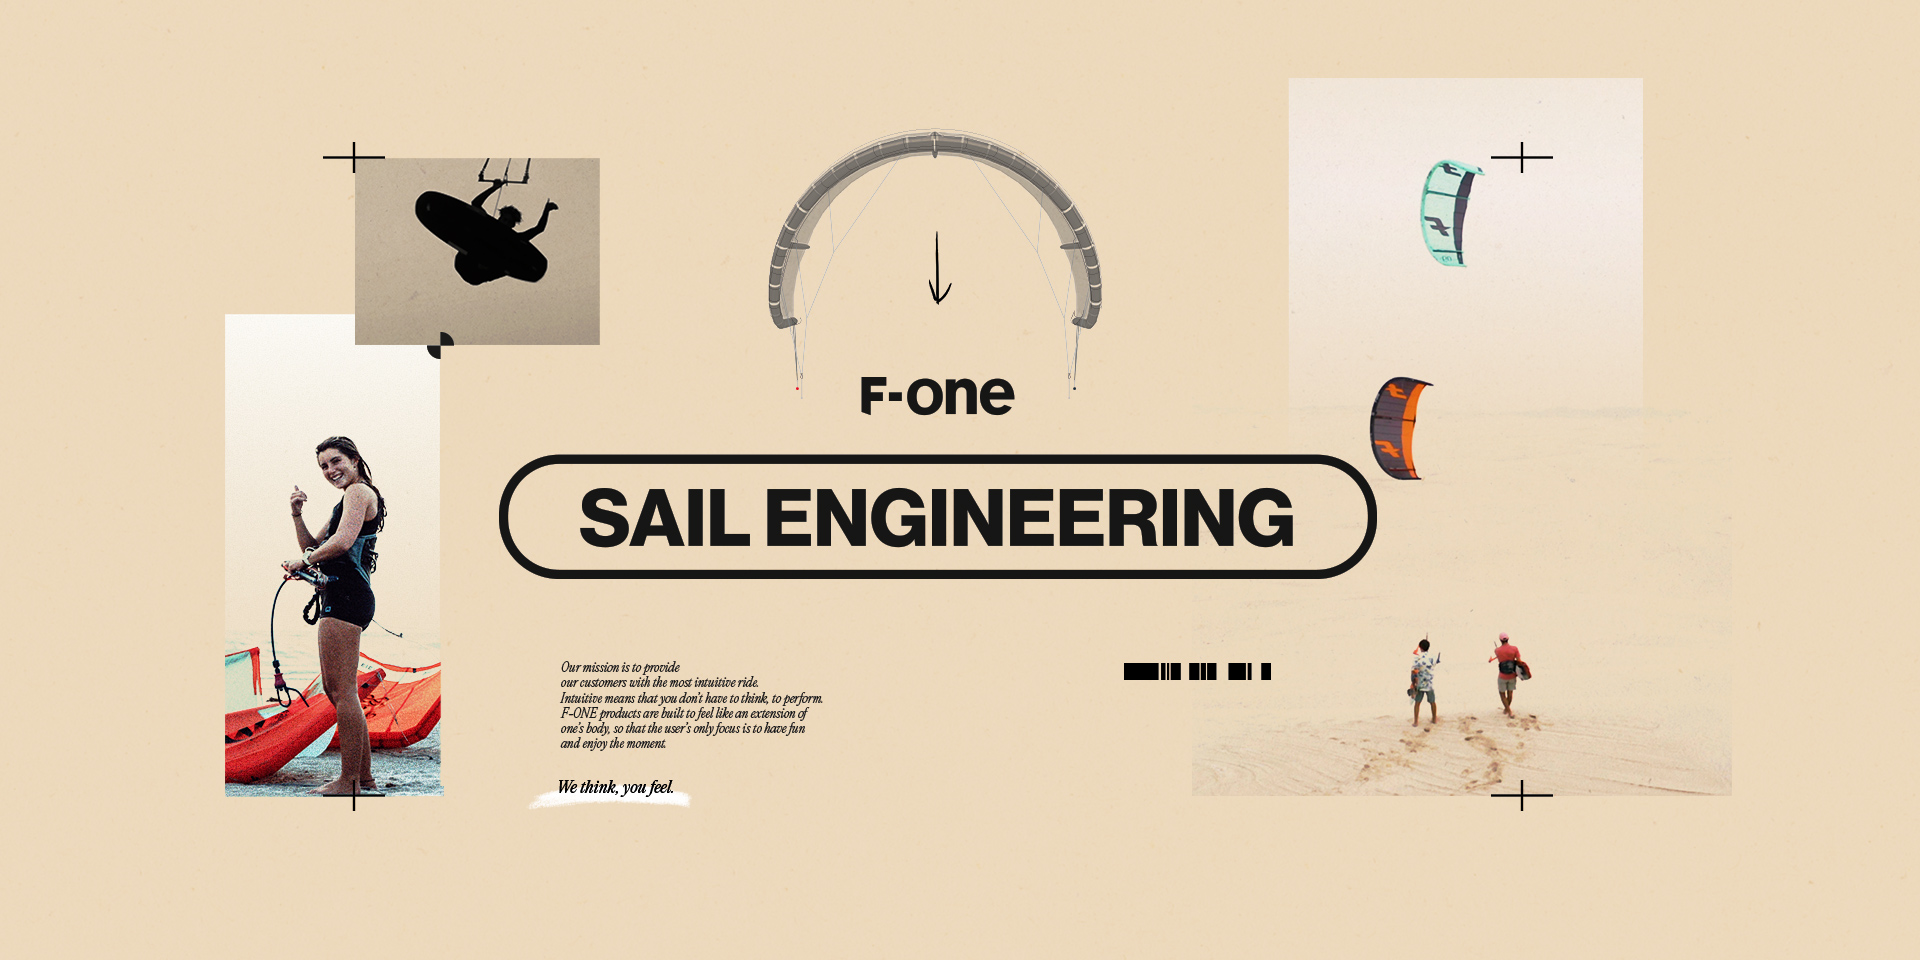 F-one
SAIL ENGINEERING
Our mission is to provide
our customers with the most intuitive ride.
Intuitive means that you don't have to think, to perform.
F-ONE products are built to feel like an extension of
one's body, so that the user's only focus is to have fun
and enjoy the moment.
We think, you feel.